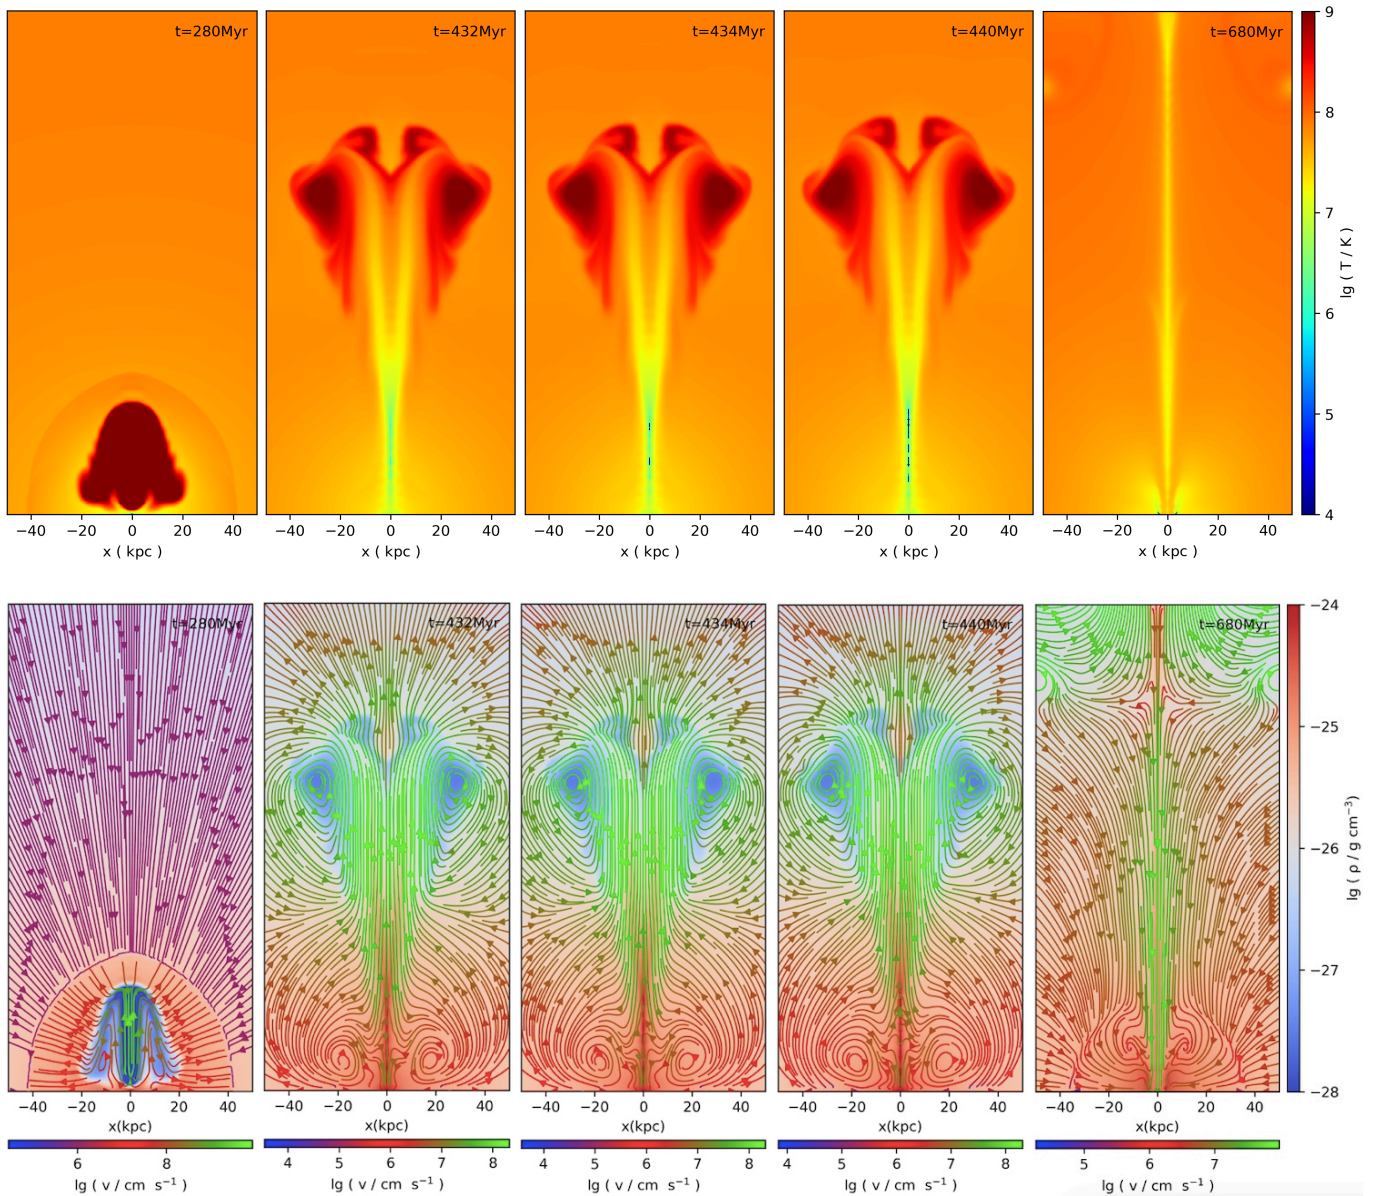 t=280Myr t=432Myr t=434Myr t=440Myr t=680Myr
9
8
7
6
5
4
lg ( T / K )
−40 −20 0 20 40 −40 −20 0 20 40 −40 −20 0 20 40 −40 −20 0 20 40 −40 −20 0 20 40
x ( kpc ) x ( kpc ) x ( kpc ) x ( kpc ) x ( kpc )
t=280Myr t=432Myr t=434Myr t=440Myr t=680Myr
−24
−25
−26
−27
−28
lg ( ρ / g cm⁻³)
−40 −20 0 20 40 −40 −20 0 20 40 −40 −20 0 20 40 −40 −20 0 20 40 −40 −20 0 20 40
x(kpc) x(kpc) x(kpc) x(kpc) x(kpc)
6 8 4 5 6 7 8 4 5 6 7 8 4 5 6 7 8 5 6 7
lg ( v / cm s⁻¹) lg ( v / cm s⁻¹) lg ( v / cm s⁻¹) lg ( v / cm s⁻¹) lg ( v / cm s⁻¹)